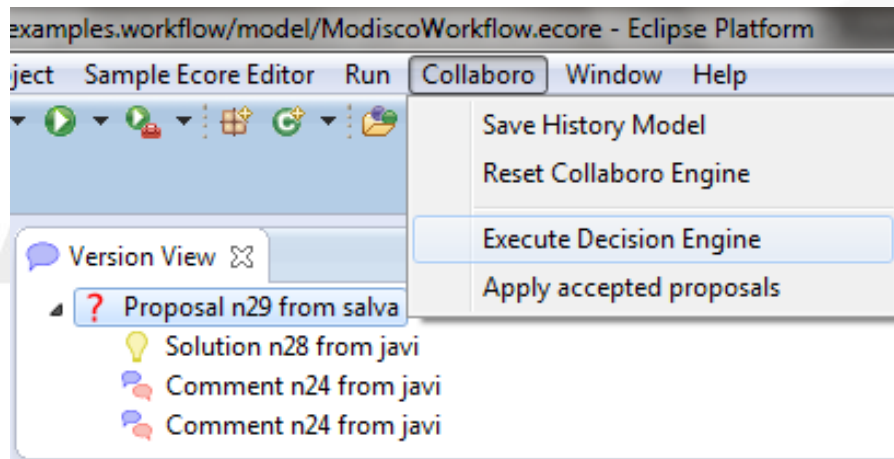 examples.workflow/model/ModiscoWorkflow.ecore - Eclipse Platform
ject Sample Ecore Editor Run Collaboro Window Help
Save History Model
Reset Collaboro Engine
Execute Decision Engine
Apply accepted proposals
Version View
Proposal n29 from salva
Solution n28 from javi
Comment n24 from javi
Comment n24 from javi